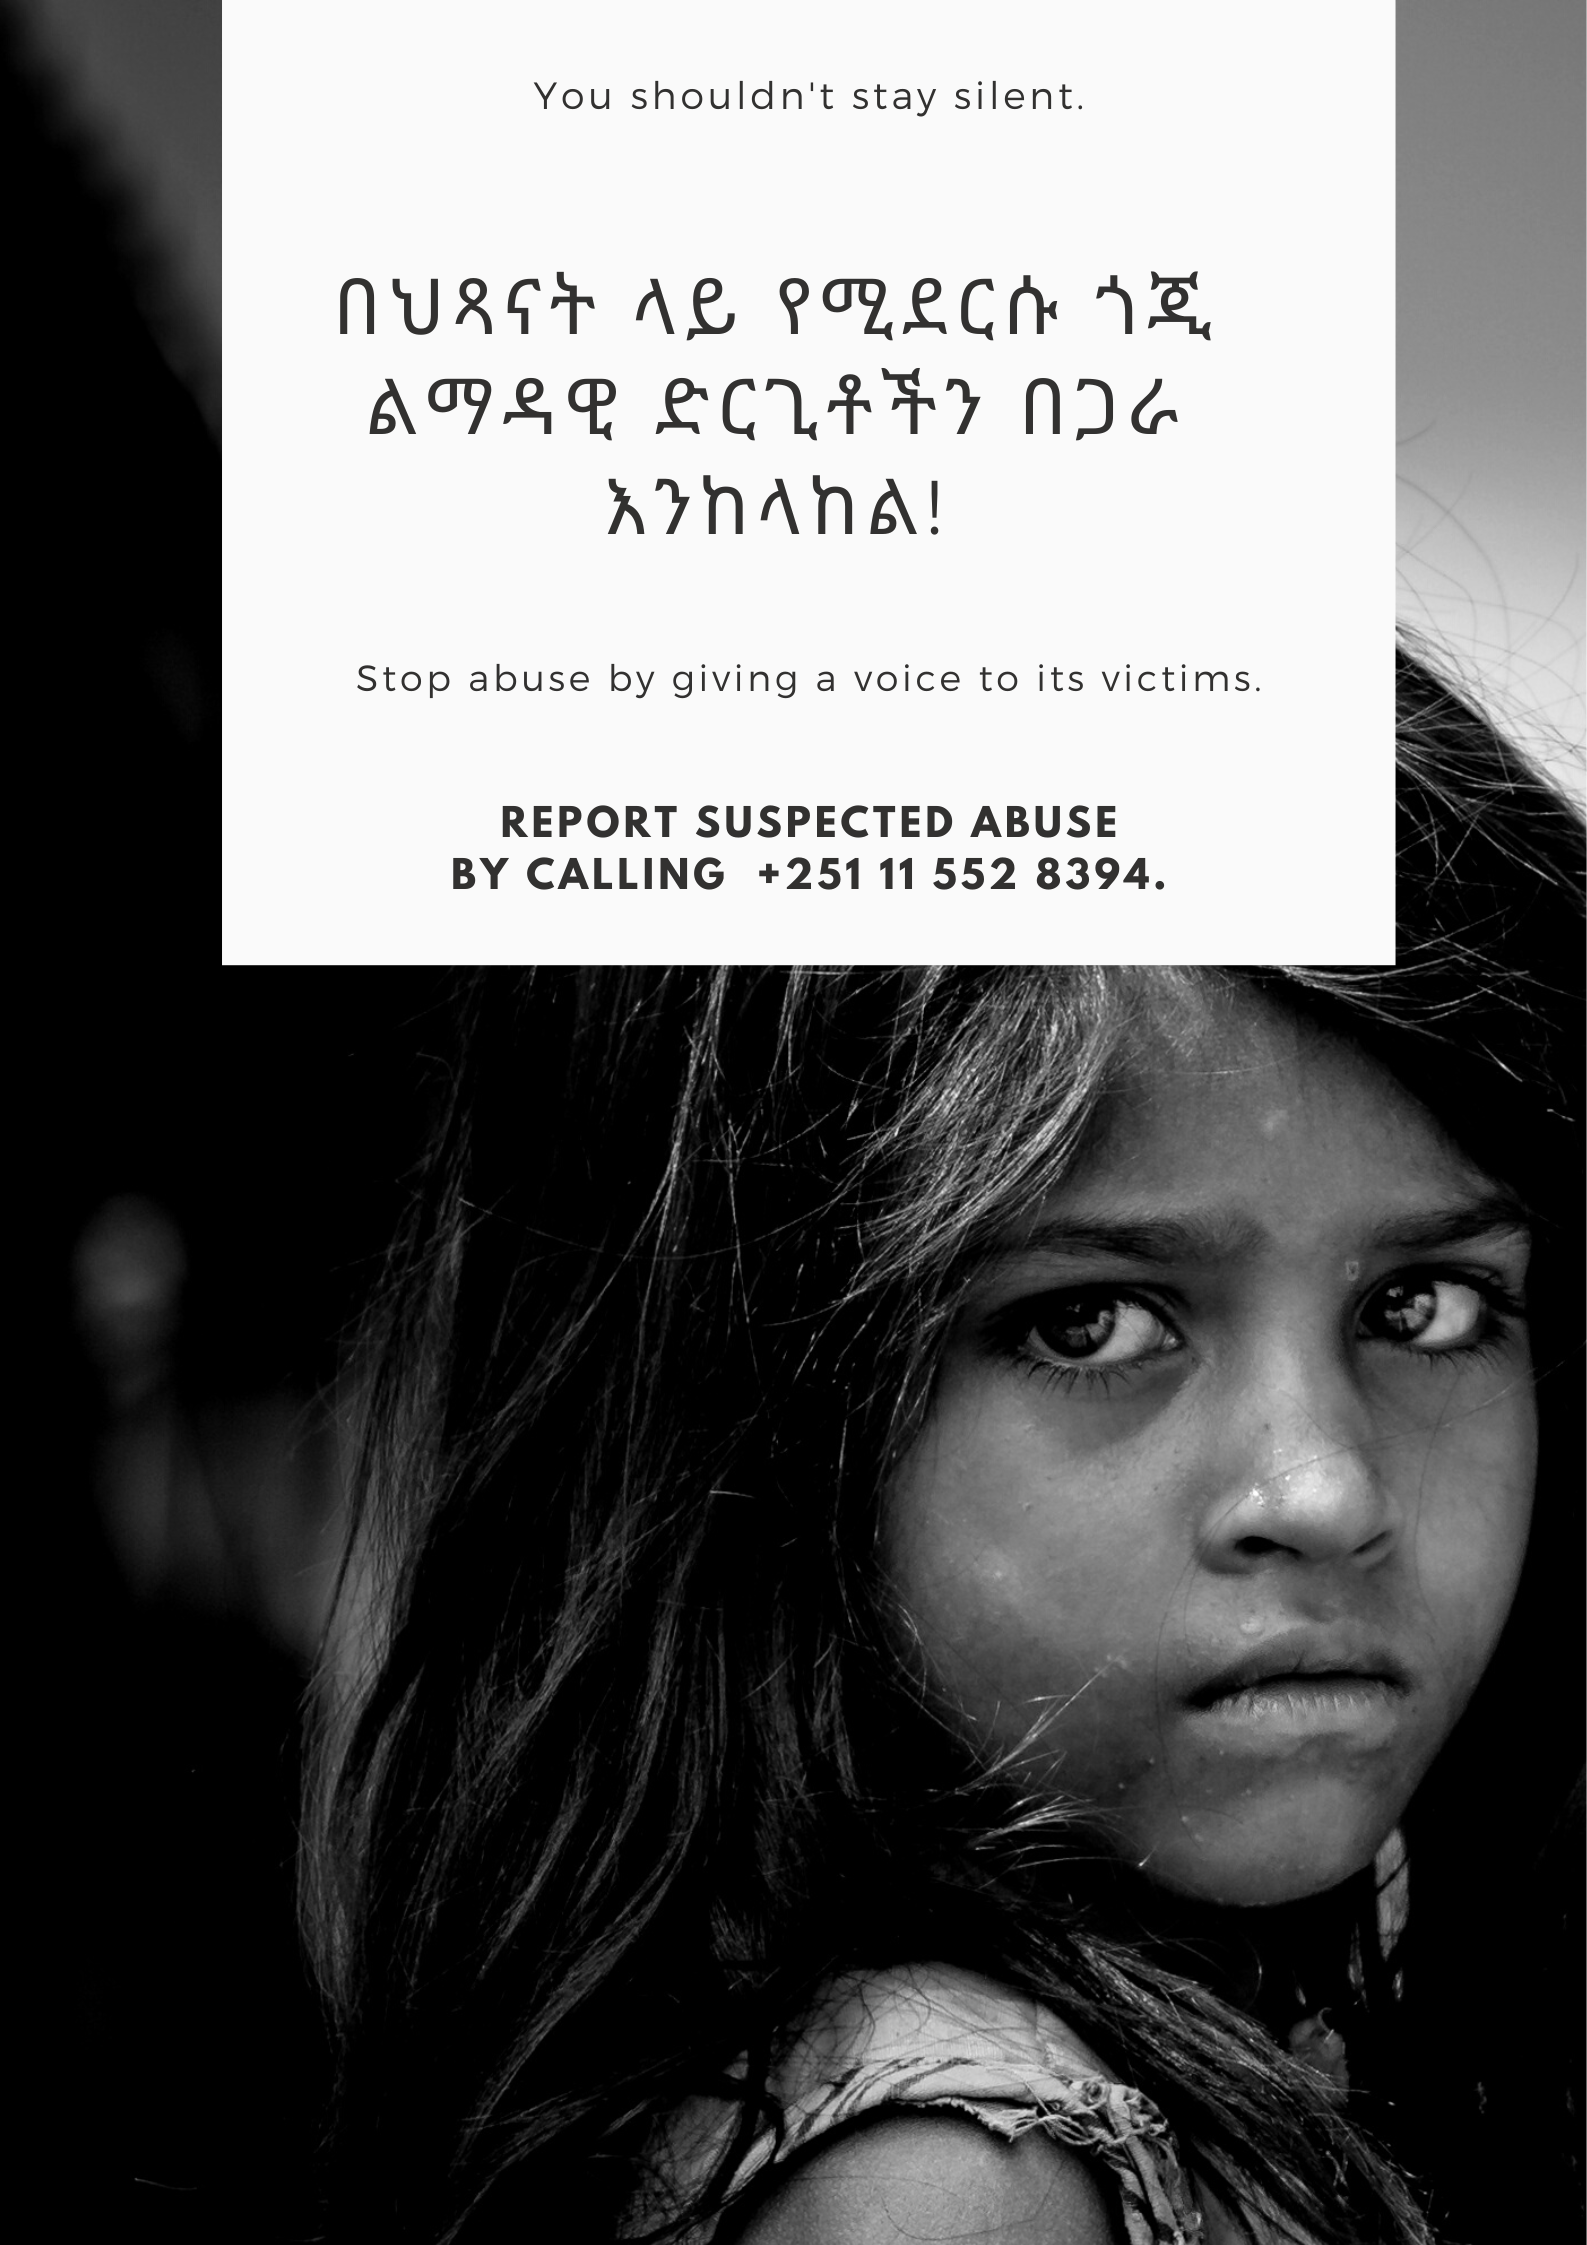 You shouldn't stay silent.
በህጻናት ላይ የሚደርሱ ጎጂ
ልማዳዊ ድርጊቶችን በጋራ
እንከላከል!
Stop abuse by giving a voice to its victims.
REPORT SUSPECTED ABUSE
BY CALLING +251 11 552 8394.